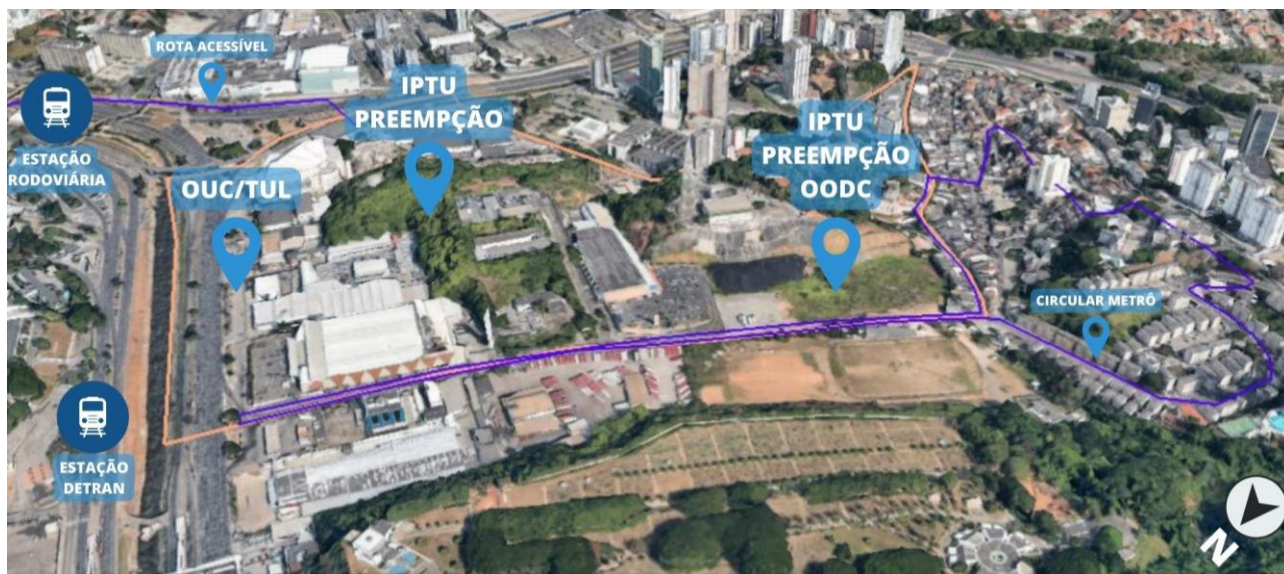 ROTA ACESSÍVEL
IPTU
PREEMPÇÃO
ESTAÇÃO
RODOVIÁRIA
OUC/TUL
IPTU
PREEMPÇÃO
OODC
CIRCULAR METRÔ
ESTAÇÃO
DETRAN
N